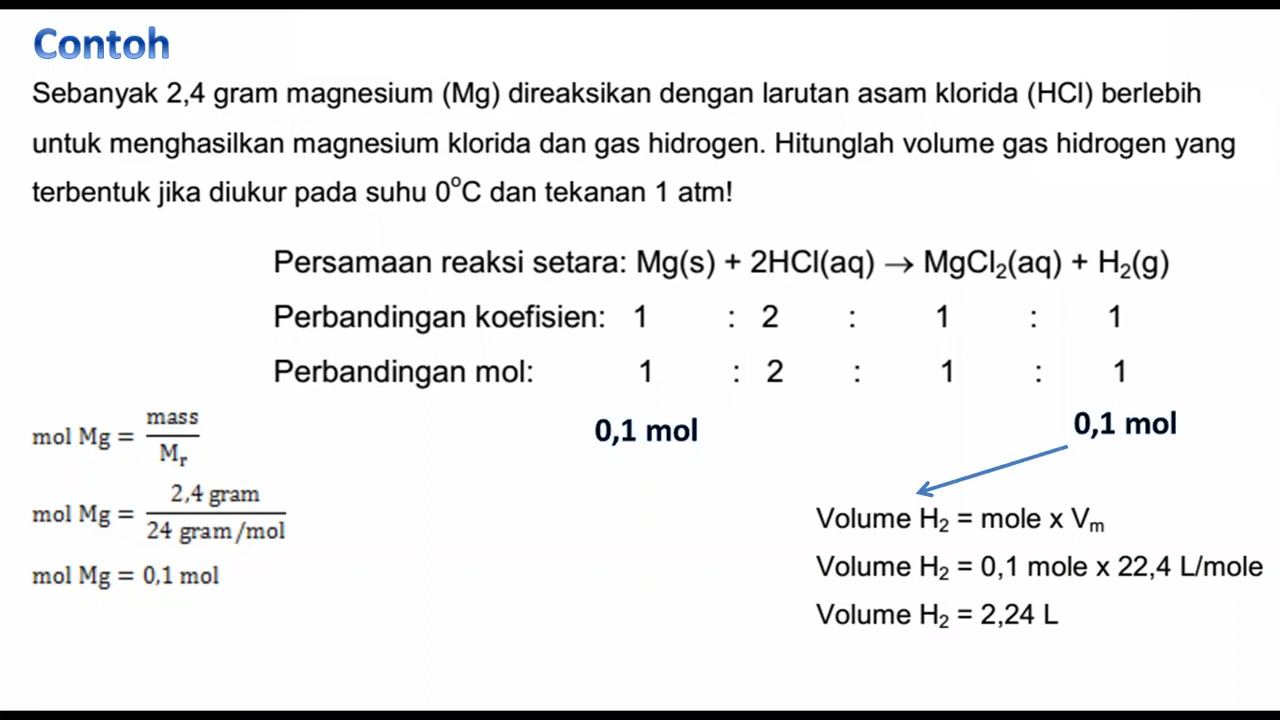 Contoh
Sebanyak 2,4 gram magnesium (Mg) direaksikan dengan larutan asam klorida (HCl) berlebih
untuk menghasilkan magnesium klorida dan gas hidrogen. Hitunglah volume gas hidrogen yang
terbentuk jika diukur pada suhu 0°C dan tekanan 1 atm!
Persamaan reaksi setara: Mg(s) + 2HCl(aq) → MgCl₂(aq) + H₂(g)
Perbandingan koefisien: 1 : 2 : 1 : 1
Perbandingan mol: 1 : 2 : 1 : 1
0,1 mol 0,1 mol
mol Mg = mass / Mᵣ
mol Mg = 2,4 gram / 24 gram/mol
mol Mg = 0,1 mol
Volume H₂ = mole x Vₘ
Volume H₂ = 0,1 mole x 22,4 L/mole
Volume H₂ = 2,24 L